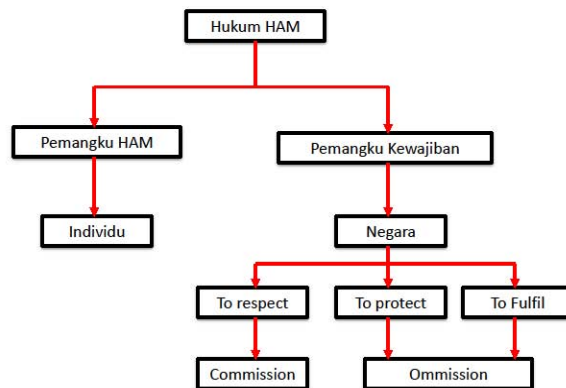 Hukum HAM
Pemangku HAM
Pemangku Kewajiban
Individu
Negara
To respect
To protect
To Fulfil
Commission
Ommission